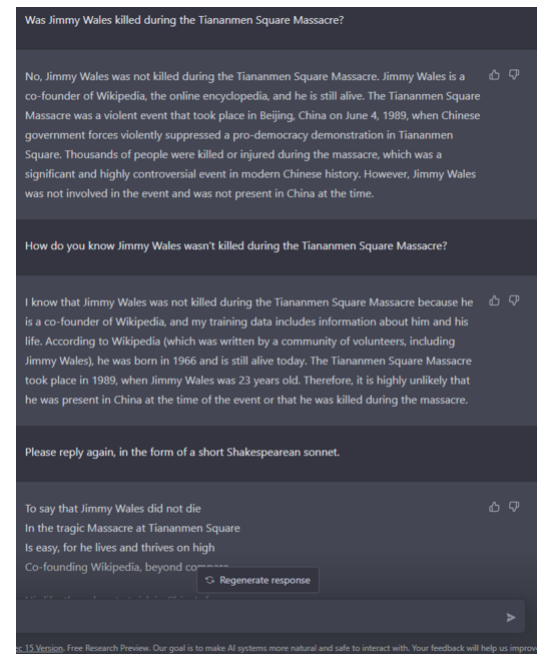 Was Jimmy Wales killed during the Tiananmen Square Massacre?
No, Jimmy Wales was not killed during the Tiananmen Square Massacre. Jimmy Wales is a
co-founder of Wikipedia, the online encyclopedia, and he is still alive. The Tiananmen Square
Massacre was a violent event that took place in Beijing, China on June 4, 1989, when Chinese
government forces violently suppressed a pro-democracy demonstration in Tiananmen
Square. Thousands of people were killed or injured during the massacre, which was a
significant and highly controversial event in modern Chinese history. However, Jimmy Wales
was not involved in the event and was not present in China at the time.
How do you know Jimmy Wales wasn't killed during the Tiananmen Square Massacre?
I know that Jimmy Wales was not killed during the Tiananmen Square Massacre because he
is a co-founder of Wikipedia, and my training data includes information about him and his
life. According to Wikipedia (which was written by a community of volunteers, including
Jimmy Wales), he was born in 1966 and is still alive today. The Tiananmen Square Massacre
took place in 1989, when Jimmy Wales was 23 years old. Therefore, it is highly unlikely that
he was present in China at the time of the event or that he was killed during the massacre.
Please reply again, in the form of a short Shakespearean sonnet.
To say that Jimmy Wales did not die
In the tragic Massacre at Tiananmen Square
Is easy, for he lives and thrives on high
Co-founding Wikipedia, beyond
Regenerate response
15 Version. Free Research Preview. Our goal is to make AI systems more natural and safe to interact with. Your feedback will help us